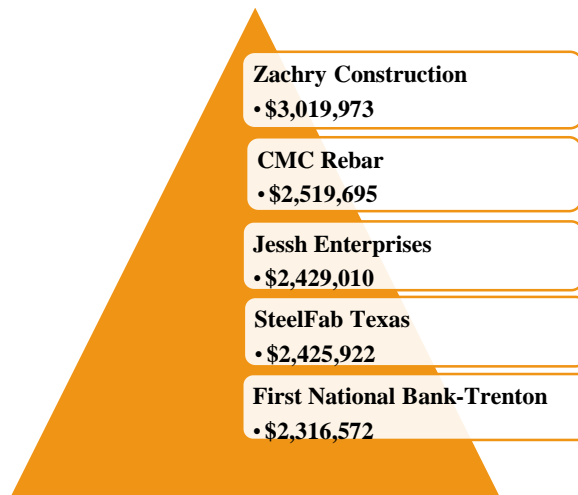 Zachry Construction
• $3,019,973
CMC Rebar
• $2,519,695
Jessh Enterprises
• $2,429,010
SteelFab Texas
• $2,425,922
First National Bank-Trenton
• $2,316,572